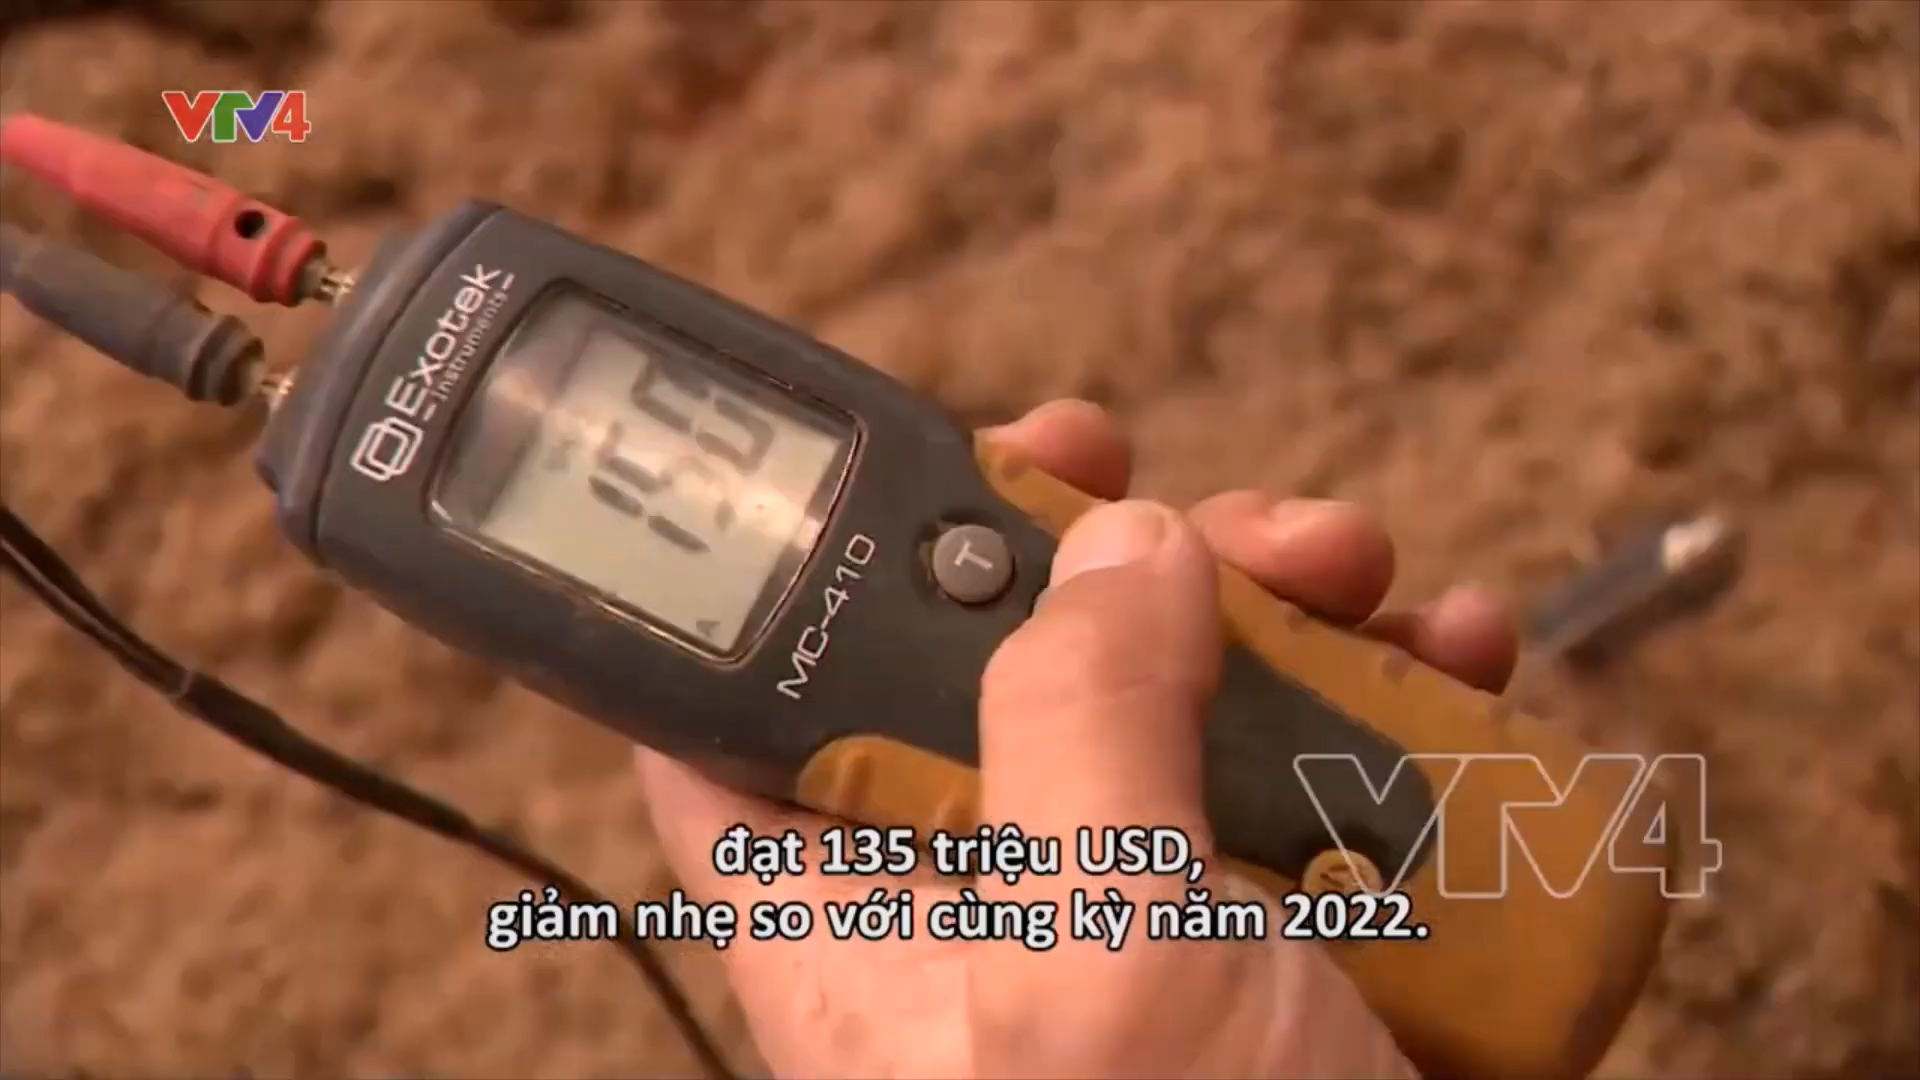 VTV4
Exotek
Instruments
MC-410
T
VTV4
đạt 135 triệu USD,
giảm nhẹ so với cùng kỳ năm 2022.